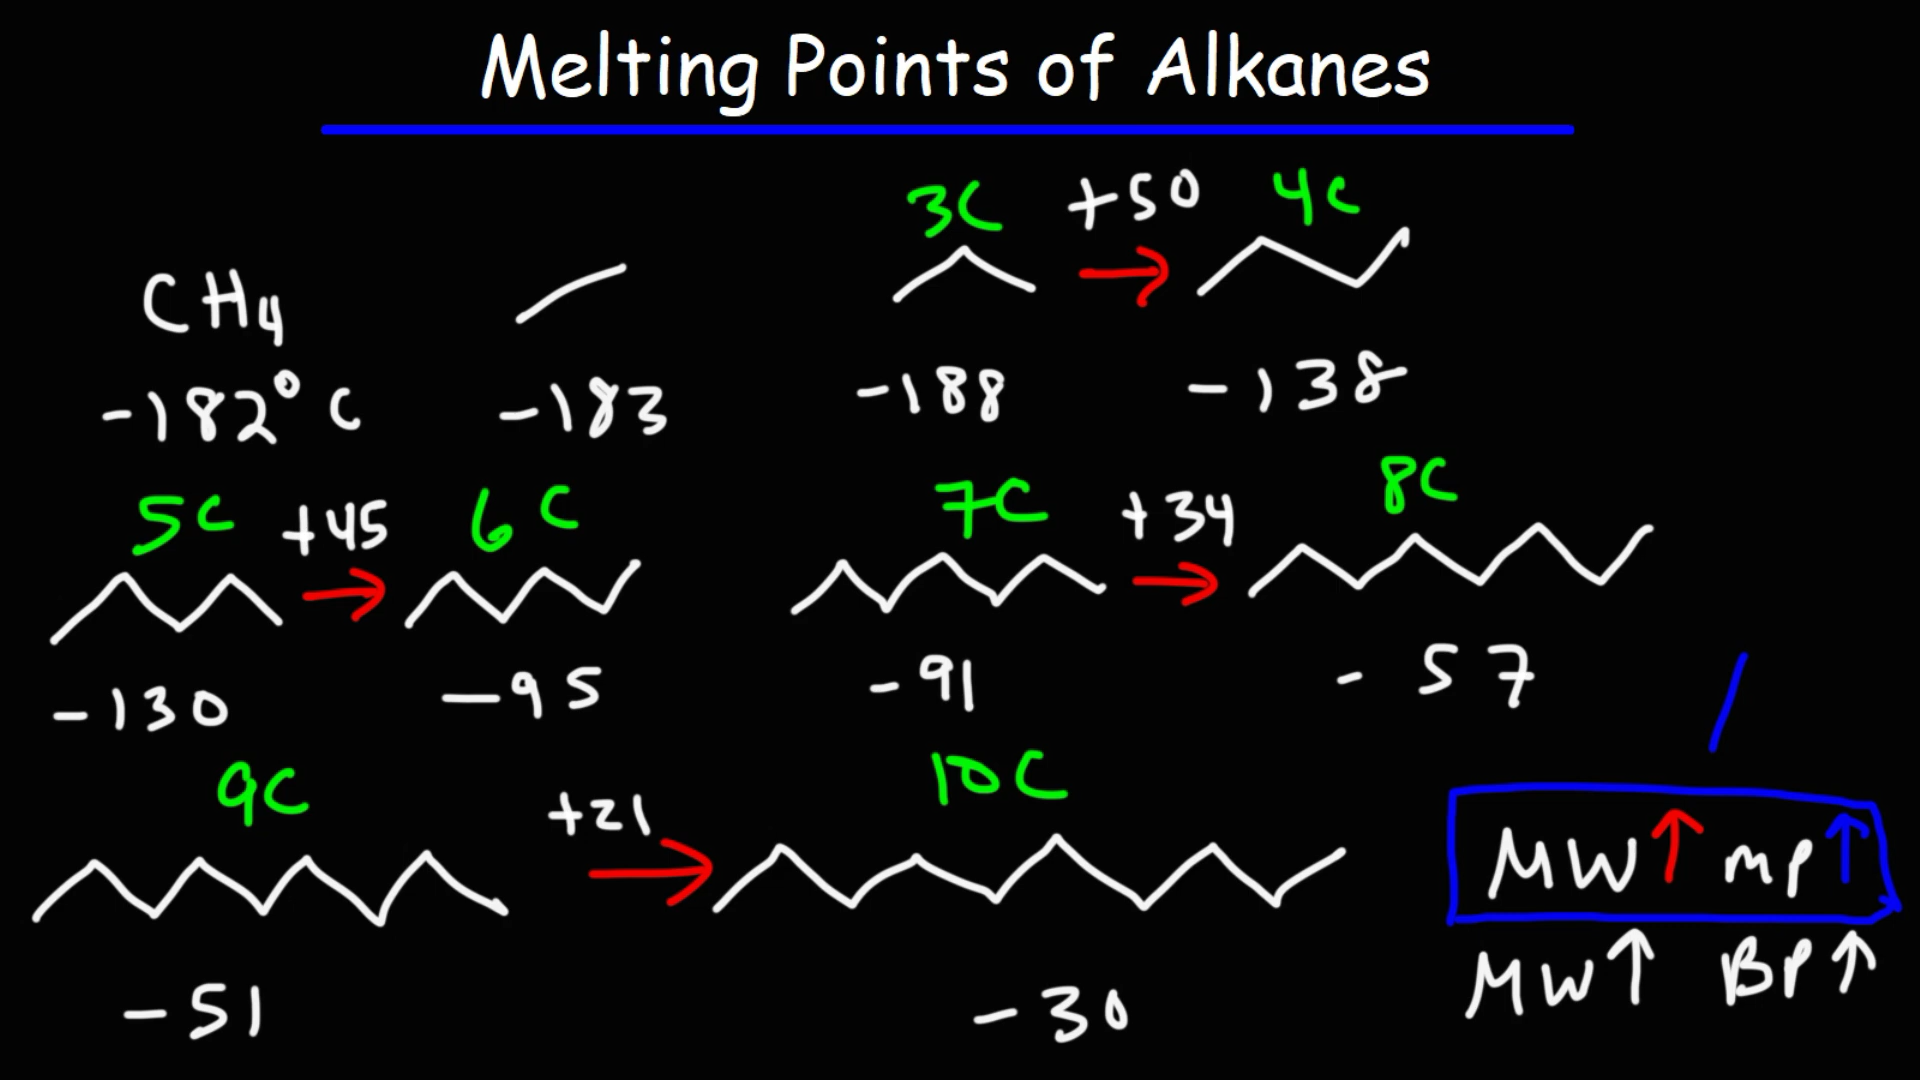 Melting Points of Alkanes
3C +50 4C
CH4
-182° C -183 -188 -138
5C +45 6C 7C +34 8C
-130 -95 -91 -57
9C +21 10C
MW↑ mp↑
MW↑ BP↑
-51 -30